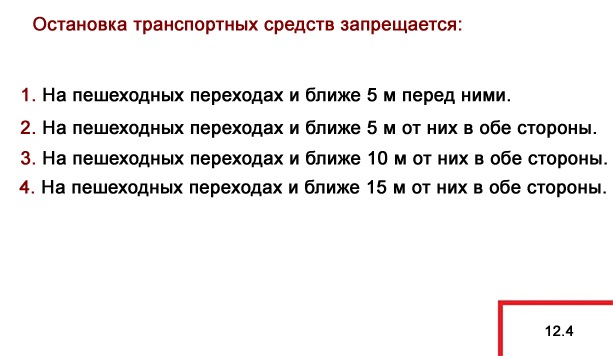 Остановка транспортных средств запрещается:
1. На пешеходных переходах и ближе 5 м перед ними.
2. На пешеходных переходах и ближе 5 м от них в обе стороны.
3. На пешеходных переходах и ближе 10 м от них в обе стороны.
4. На пешеходных переходах и ближе 15 м от них в обе стороны.
12.4